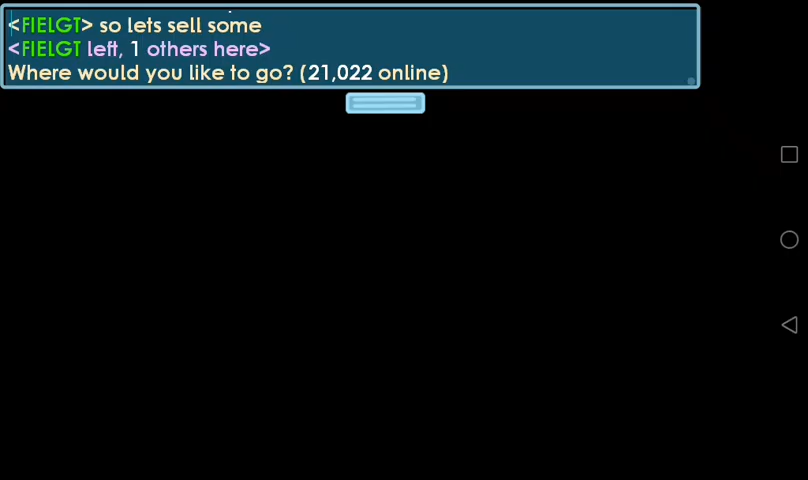 <FIELGT> so lets sell some
<FIELGT left, 1 others here>
Where would you like to go? (21,022 online)